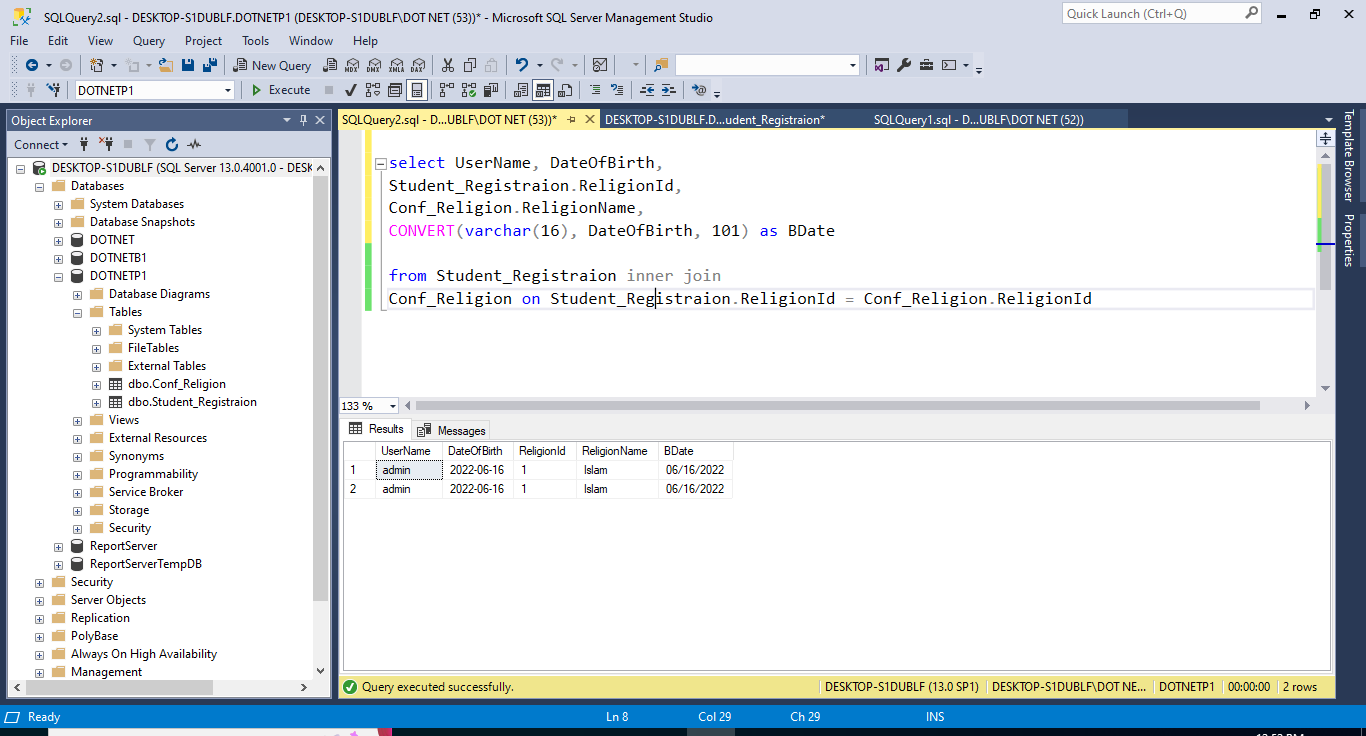 SQLQuery2.sql - DESKTOP-S1DUBLF.DOTNETP1 (DESKTOP-S1DUBLF\DOT NET (53))* - Microsoft SQL Server Management Studio
Quick Launch (Ctrl+Q)
File Edit View Query Project Tools Window Help
New Query MDX DMX XMLA DAX
DOTNETP1 Execute
Object Explorer
Connect
DESKTOP-S1DUBLF (SQL Server 13.0.4001.0 - DESK
Databases
System Databases
Database Snapshots
DOTNET
DOTNETB1
DOTNETP1
Database Diagrams
Tables
System Tables
FileTables
External Tables
dbo.Conf_Religion
dbo.Student_Registraion
Views
External Resources
Synonyms
Programmability
Service Broker
Storage
Security
ReportServer
ReportServerTempDB
Security
Server Objects
Replication
PolyBase
Always On High Availability
Management
SQLQuery2.sql - D...UBLF\DOT NET (53))* DESKTOP-S1DUBLF.D...udent_Registraion* SQLQuery1.sql - D...UBLF\DOT NET (52))
select UserName, DateOfBirth,
Student_Registraion.ReligionId,
Conf_Religion.ReligionName,
CONVERT(varchar(16), DateOfBirth, 101) as BDate
from Student_Registraion inner join
Conf_Religion on Student_Registraion.ReligionId = Conf_Religion.ReligionId
133 %
Results Messages
UserName DateOfBirth ReligionId ReligionName BDate
1 admin 2022-06-16 1 Islam 06/16/2022
2 admin 2022-06-16 1 Islam 06/16/2022
Query executed successfully. DESKTOP-S1DUBLF (13.0 SP1) DESKTOP-S1DUBLF\DOT NE... DOTNETP1 00:00:00 2 rows
Template Browser
Properties
Ready Ln 8 Col 29 Ch 29 INS